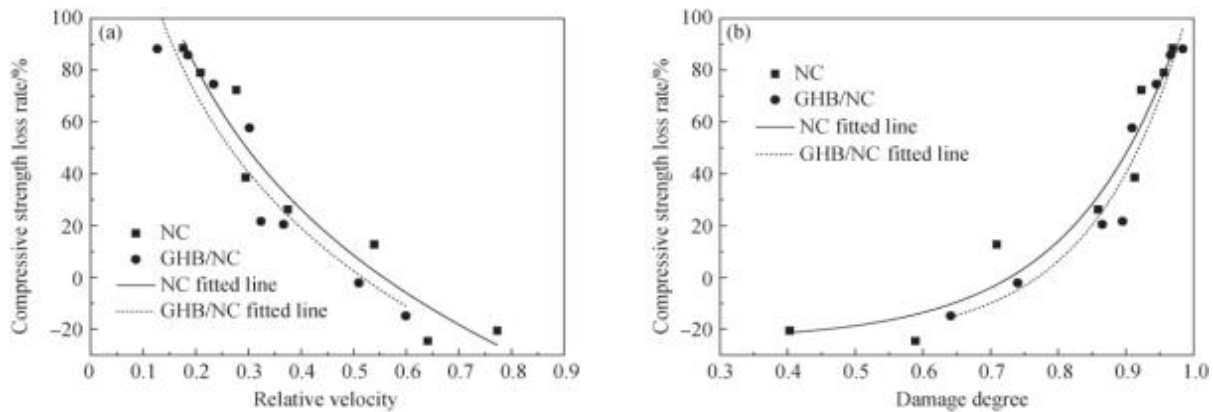 (a)
Compressive strength loss rate/%
100
80
60
40
20
0
−20
NC
GHB/NC
NC fitted line
GHB/NC fitted line
0 0.1 0.2 0.3 0.4 0.5 0.6 0.7 0.8 0.9
Relative velocity
(b)
Compressive strength loss rate/%
100
80
60
40
20
0
−20
NC
GHB/NC
NC fitted line
GHB/NC fitted line
0.3 0.4 0.5 0.6 0.7 0.8 0.9 1.0
Damage degree